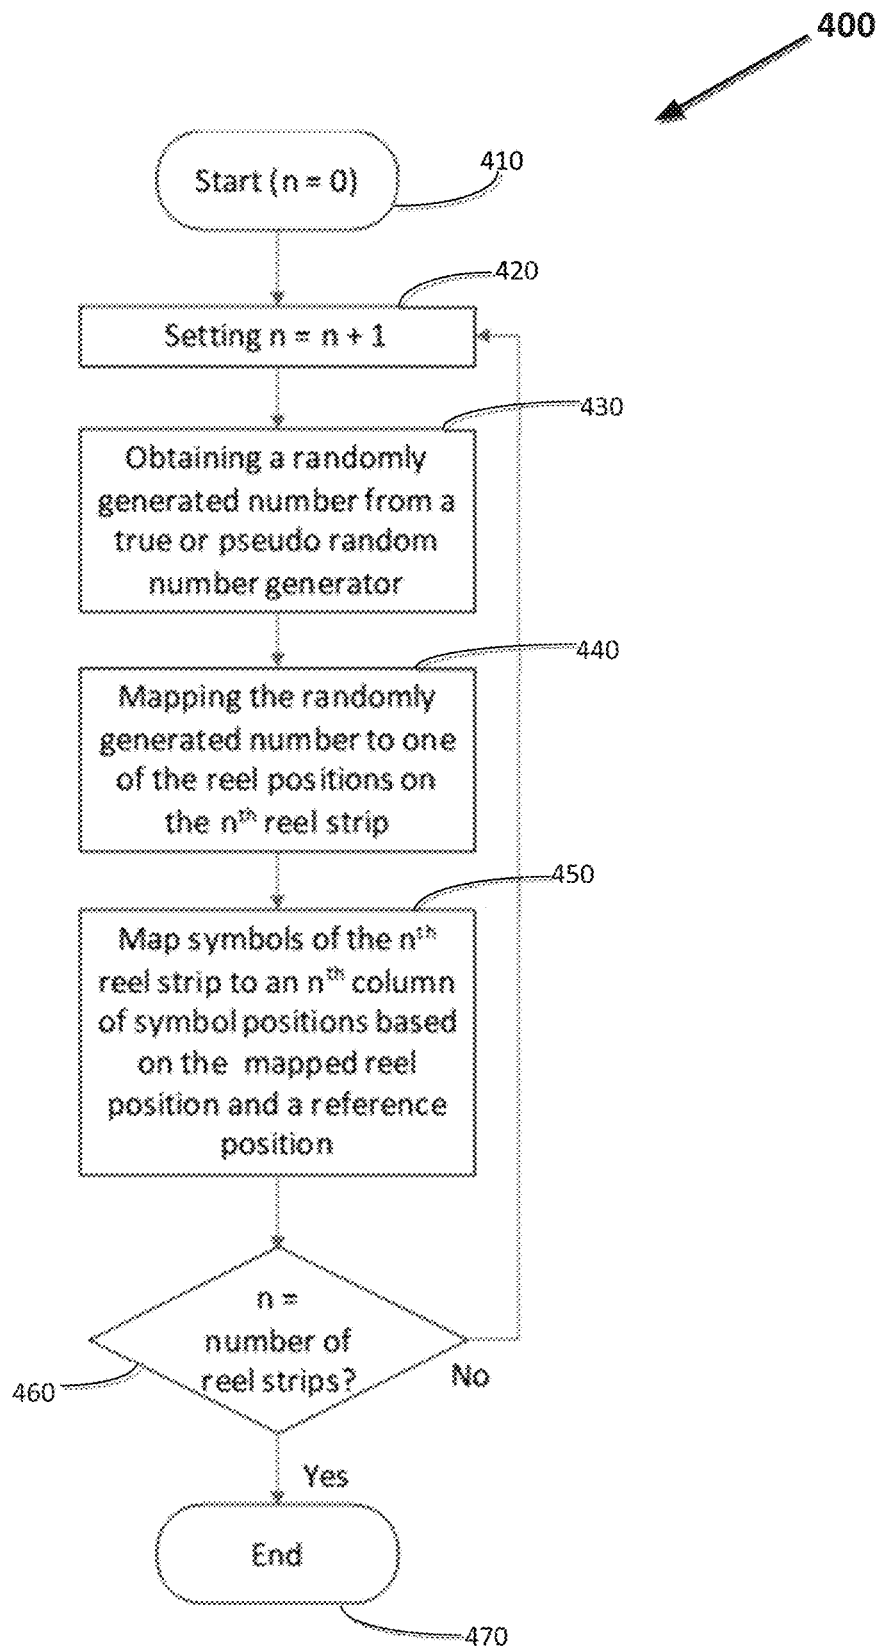 400
410
Start (n = 0)
420
Setting n = n + 1
430
Obtaining a randomly
generated number from a
true or pseudo random
number generator
440
Mapping the randomly
generated number to one
of the reel positions on
the nth reel strip
450
Map symbols of the nth
reel strip to an nth column
of symbol positions based
on the mapped reel
position and a reference
position
n =
number of
reel strips?
460
No
Yes
End
470